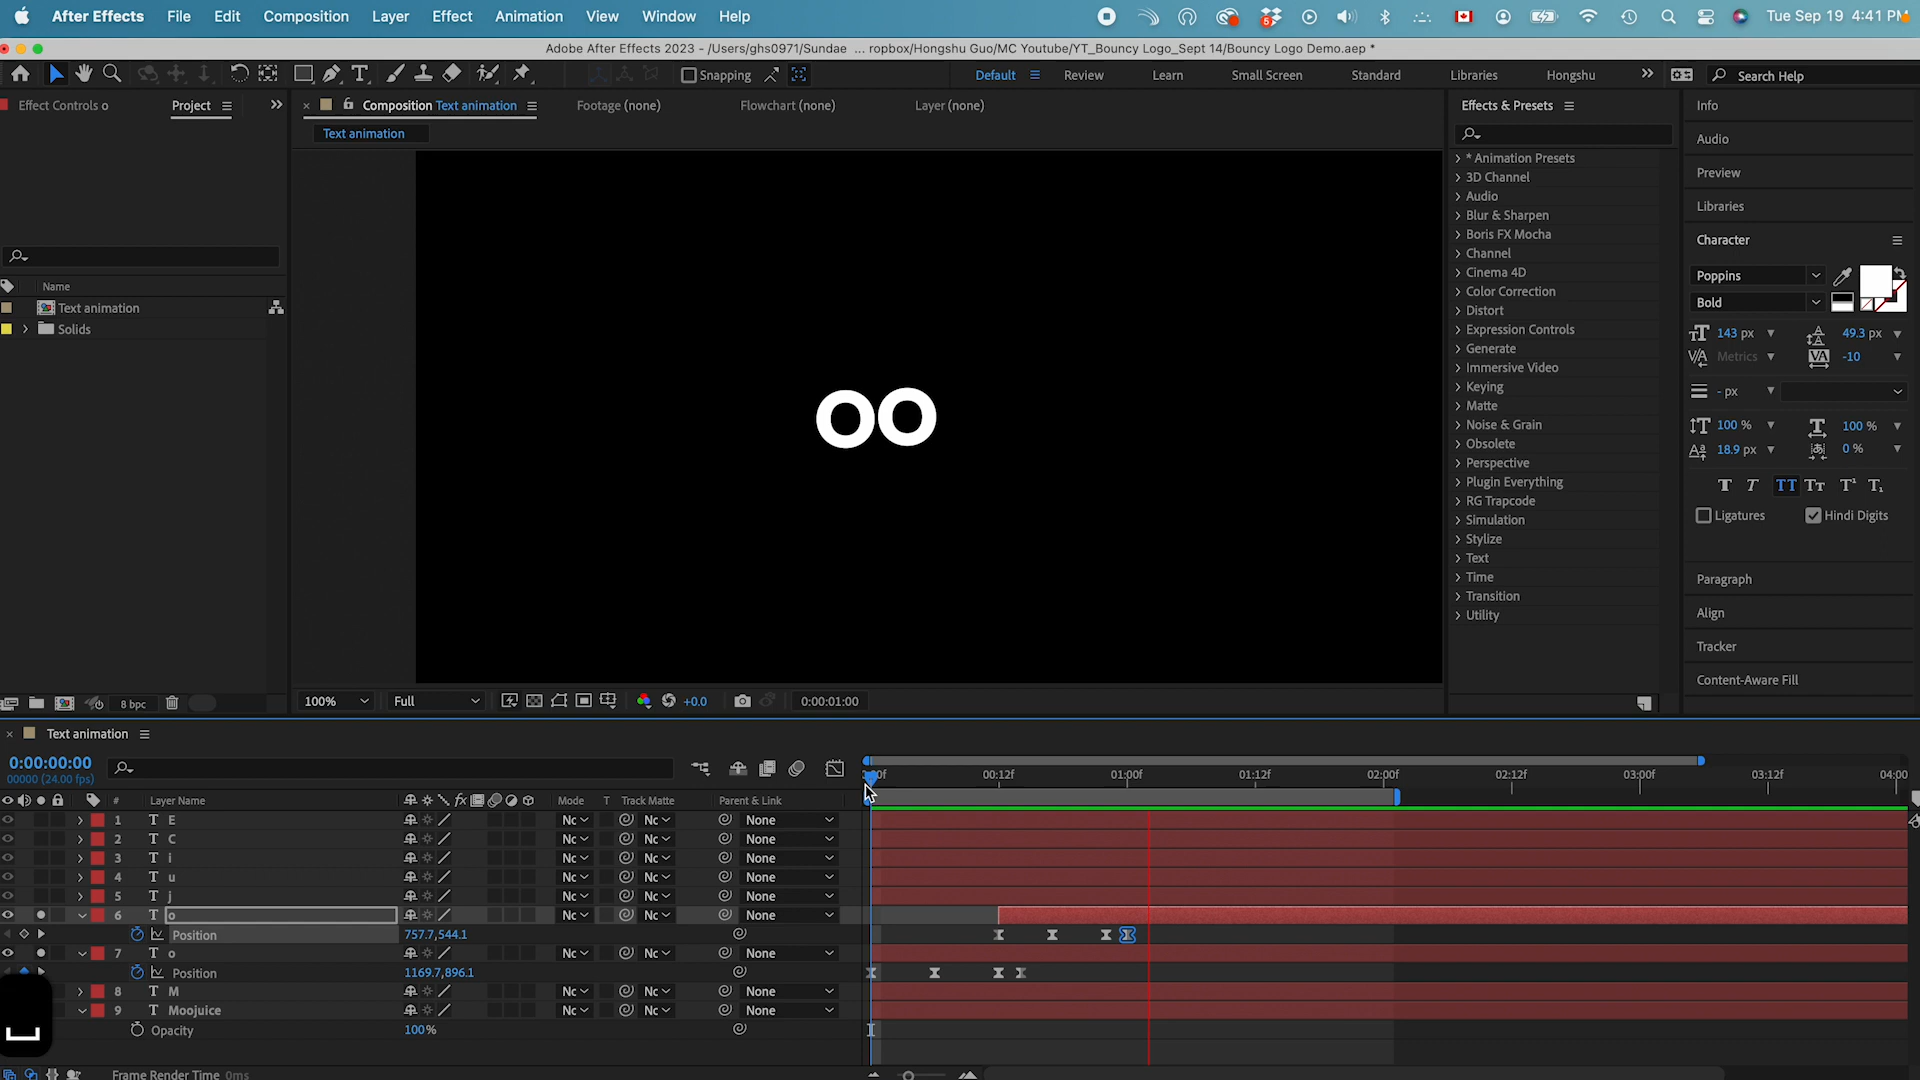 After Effects File Edit Composition Layer Effect Animation View Window Help 5 Tue Sep 19 4:41 PM
Adobe After Effects 2023 - /Users/ghs0971/Sundae ... ropbox/Hongshu Guo/MC Youtube/YT_Bouncy Logo_Sept 14/Bouncy Logo Demo.aep *
Snapping Default Review Learn Small Screen Standard Libraries Hongshu Search Help
Effect Controls o Project Composition Text animation Footage (none) Flowchart (none) Layer (none) Effects & Presets Info
Text animation
Audio
Preview
Libraries
Character
Poppins
Bold
143 px 49.3 px
Metrics -10
- px
100 % 100 %
18.9 px 0 %
Ligatures Hindi Digits
Paragraph
Align
Tracker
Content-Aware Fill
* Animation Presets
3D Channel
Audio
Blur & Sharpen
Boris FX Mocha
Channel
Cinema 4D
Color Correction
Distort
Expression Controls
Generate
Immersive Video
Keying
Matte
Noise & Grain
Obsolete
Perspective
Plugin Everything
RG Trapcode
Simulation
Stylize
Text
Time
Transition
Utility
Name
Text animation
Solids
oo
8 bpc 100% Full +0.0 0:00:01:00
Text animation
0:00:00:00
00000 (24.00 fps)
00f 00:12f 01:00f 01:12f 02:00f 02:12f 03:00f 03:12f 04:00
# Layer Name Mode T Track Matte Parent & Link
1 T E Nc Nc None
2 T C Nc Nc None
3 T i Nc Nc None
4 T u Nc Nc None
5 T j Nc Nc None
6 T o Nc Nc None
Position 757.7,544.1
7 T o Nc Nc None
Position 1169.7,896.1
8 T M Nc Nc None
9 T Moojuice Nc Nc None
Opacity 100%
Frame Render Time 0ms